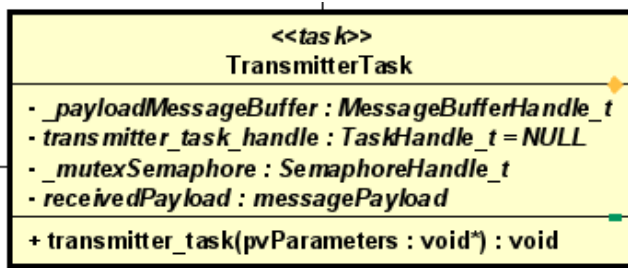 <<task>>
TransmitterTask
- _payloadMessageBuffer : MessageBufferHandle_t
- transmitter_task_handle : TaskHandle_t = NULL
- _mutexSemaphore : SemaphoreHandle_t
- receivedPayload : messagePayload
+ transmitter_task(pvParameters : void*) : void